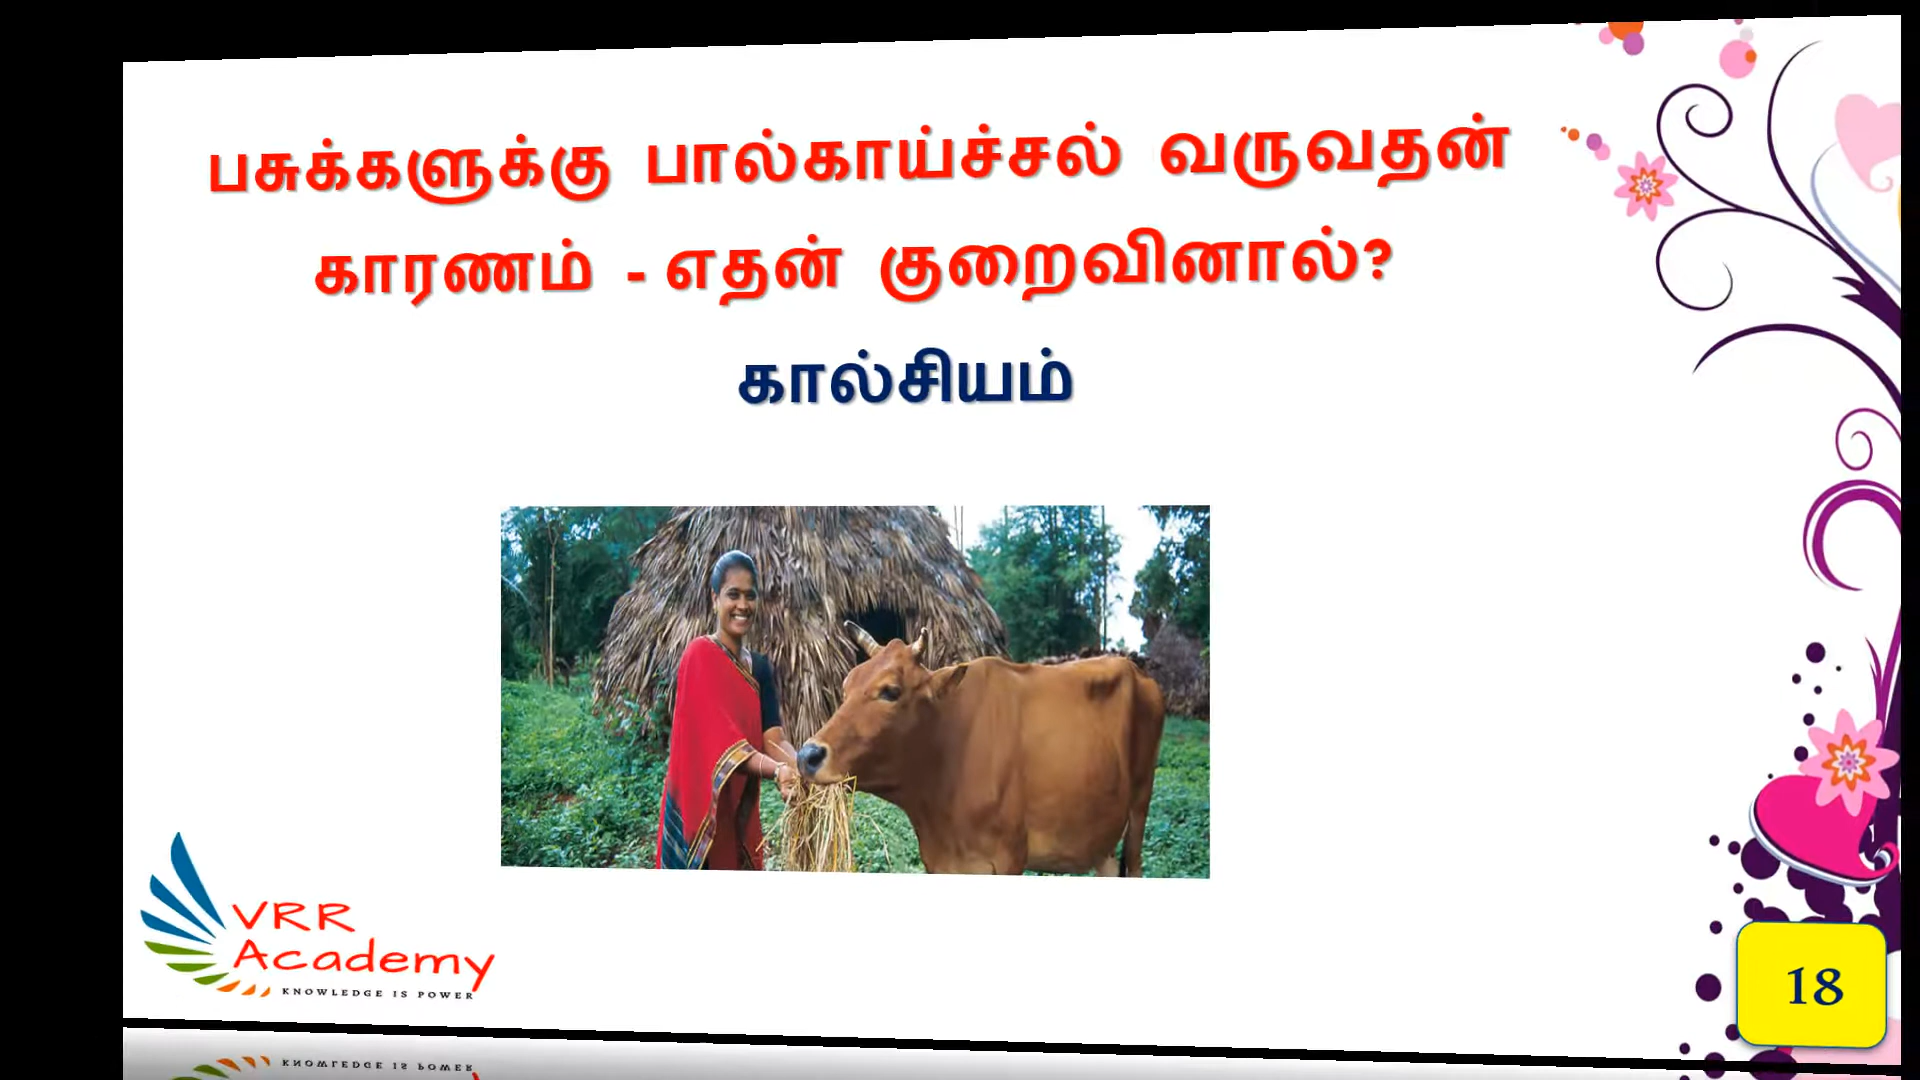 பசுக்களுக்கு பால்காய்ச்சல் வருவதன்
காரணம் - எதன் குறைவினால்?
கால்சியம்
VRR
Academy
KNOWLEDGE IS POWER
18